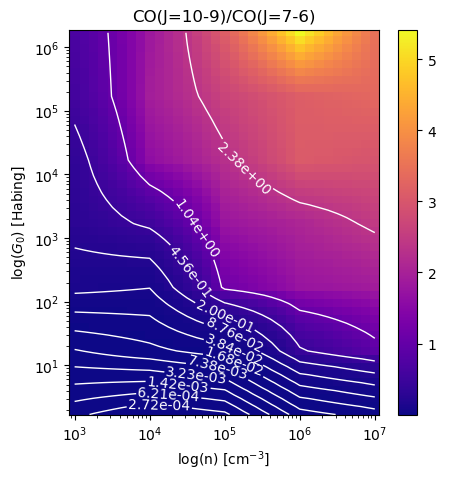 CO(J=10-9)/CO(J=7-6)
10^6
10^5
10^4
10^3
10^2
10^1
log(G_0) [Habing]
2.38e+00
1.04e+00
4.56e-01
2.00e-01
8.76e-02
3.84e-02
1.68e-02
7.38e-03
3.23e-03
1.42e-03
6.21e-04
2.72e-04
10^3 10^4 10^5 10^6 10^7
log(n) [cm^{-3}]
5
4
3
2
1